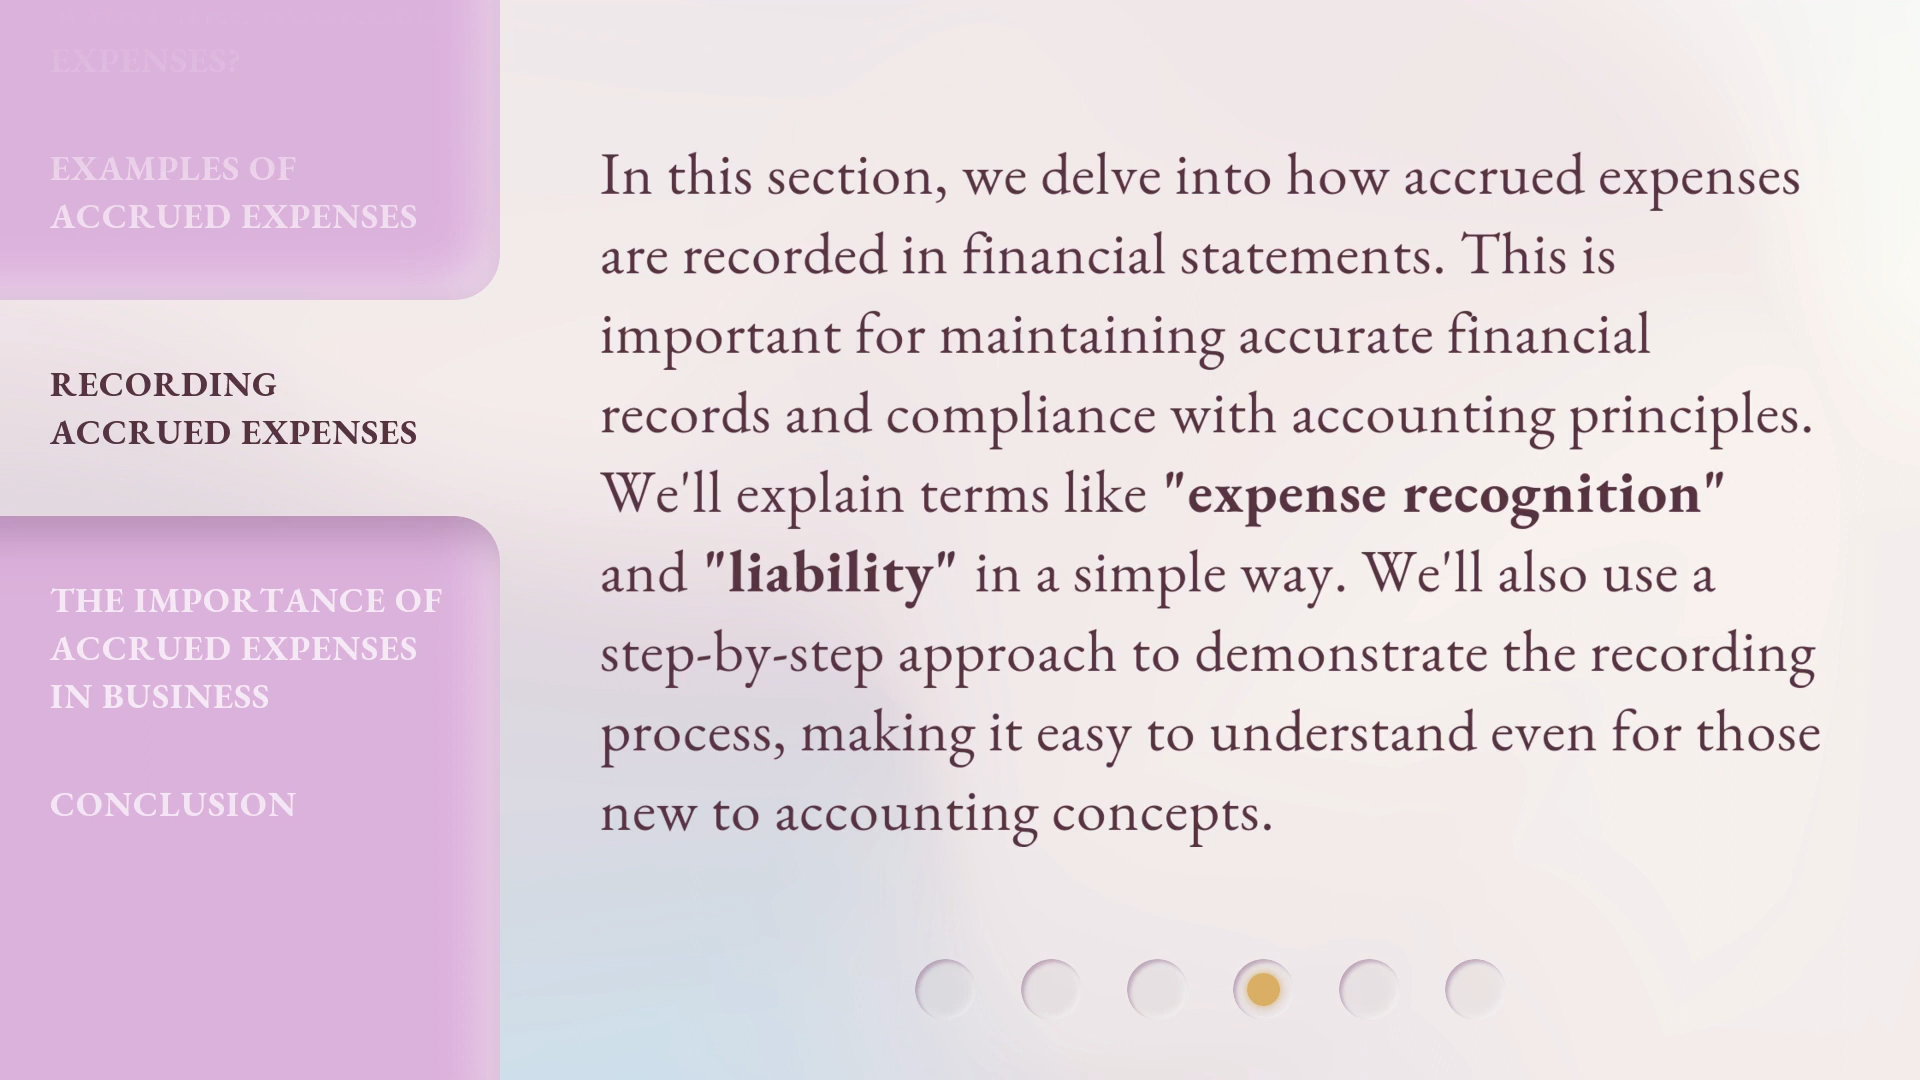 EXPENSES?
EXAMPLES OF
ACCRUED EXPENSES
RECORDING
ACCRUED EXPENSES
THE IMPORTANCE OF
ACCRUED EXPENSES
IN BUSINESS
CONCLUSION
In this section, we delve into how accrued expenses
are recorded in financial statements. This is
important for maintaining accurate financial
records and compliance with accounting principles.
We'll explain terms like "expense recognition"
and "liability" in a simple way. We'll also use a
step-by-step approach to demonstrate the recording
process, making it easy to understand even for those
new to accounting concepts.